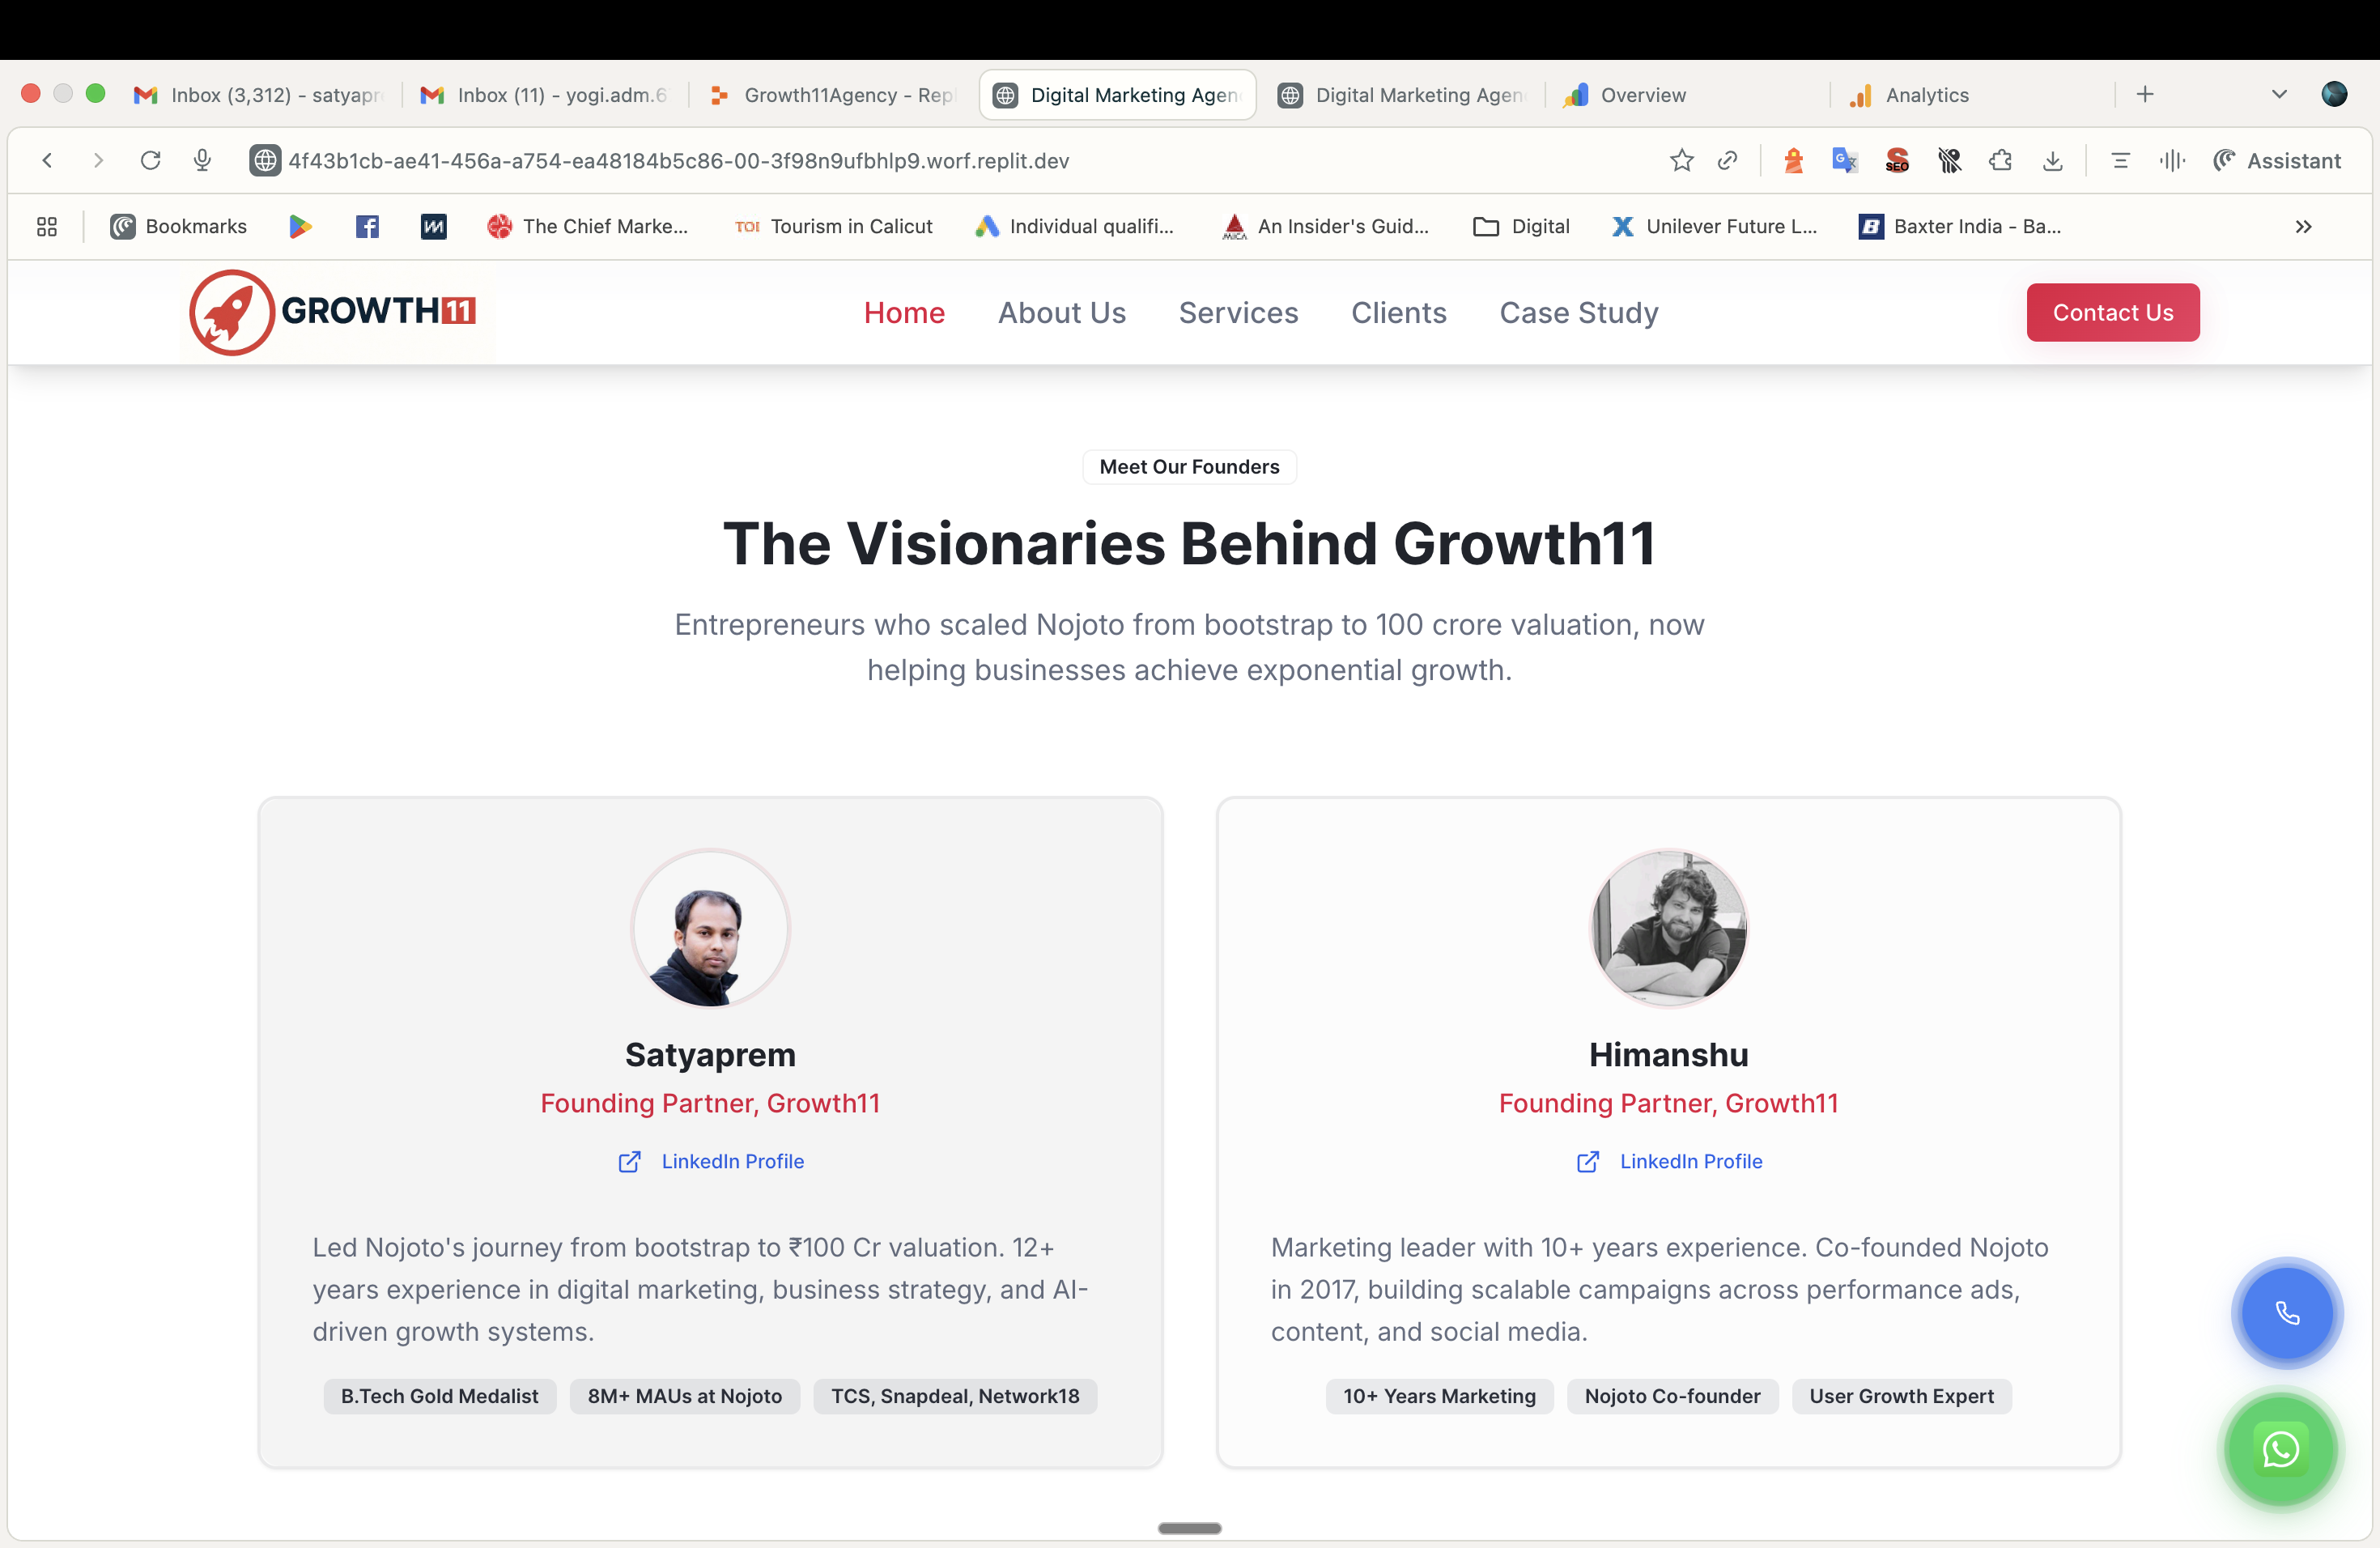 Inbox (3,312) - satyapr
Inbox (11) - yogi.adm.6
Growth11Agency - Repl
Digital Marketing Agen
Digital Marketing Agen
Overview
Analytics
4f43b1cb-ae41-456a-a754-ea48184b5c86-00-3f98n9ufbhlp9.worf.replit.dev
SEO
Assistant
Bookmarks
The Chief Marke...
TOI Tourism in Calicut
Individual qualifi...
MICA An Insider's Guid...
Digital
Unilever Future L...
B Baxter India - Ba...
GROWTH11
Home
About Us
Services
Clients
Case Study
Contact Us
Meet Our Founders
The Visionaries Behind Growth11
Entrepreneurs who scaled Nojoto from bootstrap to 100 crore valuation, now
helping businesses achieve exponential growth.
Satyaprem
Founding Partner, Growth11
LinkedIn Profile
Led Nojoto's journey from bootstrap to ₹100 Cr valuation. 12+
years experience in digital marketing, business strategy, and AI-
driven growth systems.
B.Tech Gold Medalist
8M+ MAUs at Nojoto
TCS, Snapdeal, Network18
Himanshu
Founding Partner, Growth11
LinkedIn Profile
Marketing leader with 10+ years experience. Co-founded Nojoto
in 2017, building scalable campaigns across performance ads,
content, and social media.
10+ Years Marketing
Nojoto Co-founder
User Growth Expert